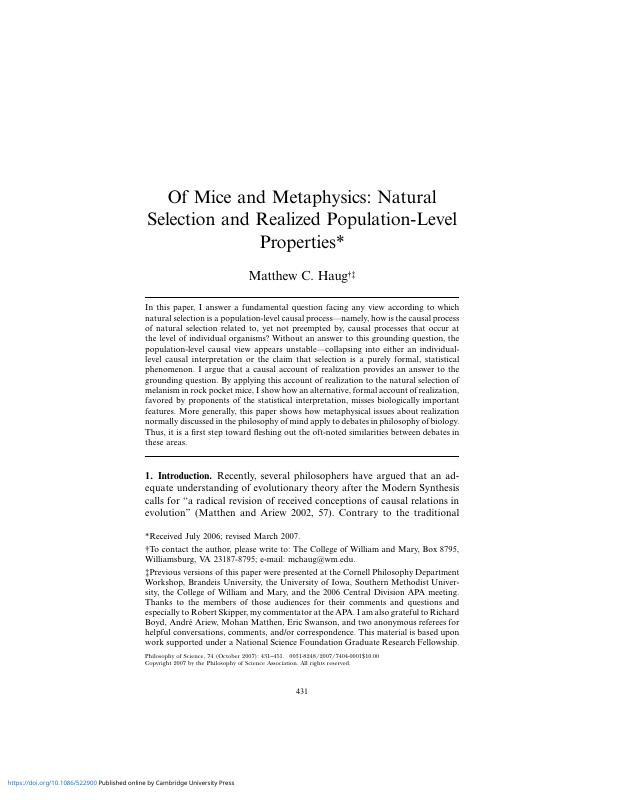 Of Mice and Metaphysics: Natural
Selection and Realized Population-Level
Properties*
Matthew C. Haug†‡
In this paper, I answer a fundamental question facing any view according to which
natural selection is a population-level causal process—namely, how is the causal process
of natural selection related to, yet not preempted by, causal processes that occur at
the level of individual organisms? Without an answer to this grounding question, the
population-level causal view appears unstable—collapsing into either an individual-
level causal interpretation or the claim that selection is a purely formal, statistical
phenomenon. I argue that a causal account of realization provides an answer to the
grounding question. By applying this account of realization to the natural selection of
melanism in rock pocket mice, I show how an alternative, formal account of realization,
favored by proponents of the statistical interpretation, misses biologically important
features. More generally, this paper shows how metaphysical issues about realization
normally discussed in the philosophy of mind apply to debates in philosophy of biology.
Thus, it is a first step toward fleshing out the oft-noted similarities between debates in
these areas.
1. Introduction. Recently, several philosophers have argued that an ad-
equate understanding of evolutionary theory after the Modern Synthesis
calls for “a radical revision of received conceptions of causal relations in
evolution” (Matthen and Ariew 2002, 57). Contrary to the traditional
*Received July 2006; revised March 2007.
†To contact the author, please write to: The College of William and Mary, Box 8795,
Williamsburg, VA 23187-8795; e-mail: mchaug@wm.edu.
‡Previous versions of this paper were presented at the Cornell Philosophy Department
Workshop, Brandeis University, the University of Iowa, Southern Methodist Univer-
sity, the College of William and Mary, and the 2006 Central Division APA meeting.
Thanks to the members of those audiences for their comments and questions and
especially to Robert Skipper, my commentator at the APA. I am also grateful to Richard
Boyd, André Ariew, Mohan Matthen, Eric Swanson, and two anonymous referees for
helpful conversations, comments, and/or correspondence. This material is based upon
work supported under a National Science Foundation Graduate Research Fellowship.
Philosophy of Science, 74 (October 2007): 431–451. 0031-8248/2007/7404-0001$10.00
Copyright 2007 by the Philosophy of Science Association. All rights reserved.
431
https://doi.org/10.1086/522900 Published online by Cambridge University Press